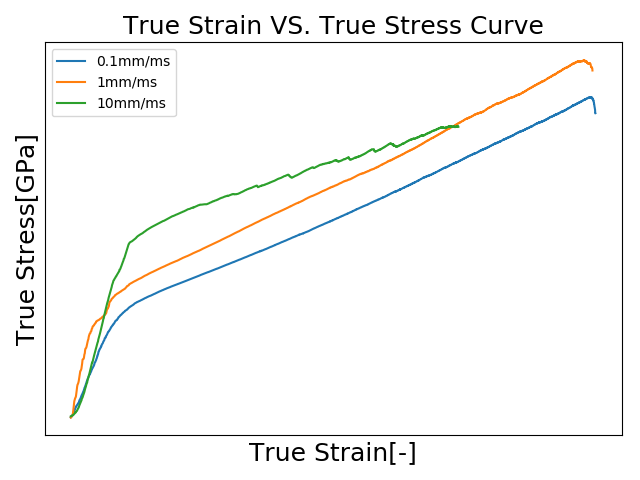 True Strain VS. True Stress Curve
0.1mm/ms
1mm/ms
10mm/ms
True Stress[GPa]
True Strain[-]